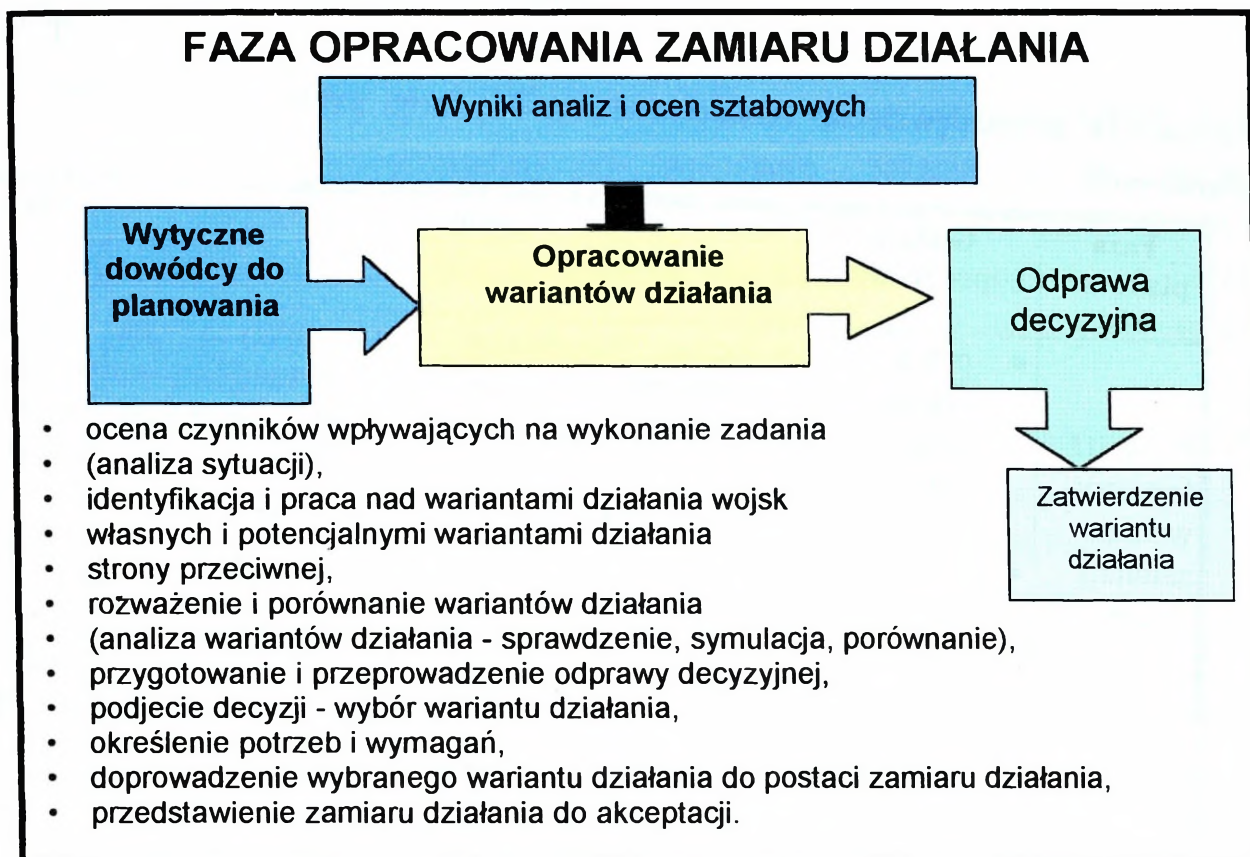 FAZA OPRACOWANIA ZAMIARU DZIAŁANIA
Wyniki analiz i ocen sztabowych
Wytyczne
dowódcy do
planowania
Opracowanie
wariantów działania
Odprawa
decyzyjna
Zatwierdzenie
wariantu
działania
• ocena czynników wpływających na wykonanie zadania
• (analiza sytuacji),
• identyfikacja i praca nad wariantami działania wojsk
• własnych i potencjalnymi wariantami działania
• strony przeciwnej,
• rozważenie i porównanie wariantów działania
• (analiza wariantów działania - sprawdzenie, symulacja, porównanie),
• przygotowanie i przeprowadzenie odprawy decyzyjnej,
• podjecie decyzji - wybór wariantu działania,
• określenie potrzeb i wymagań,
• doprowadzenie wybranego wariantu działania do postaci zamiaru działania,
• przedstawienie zamiaru działania do akceptacji.